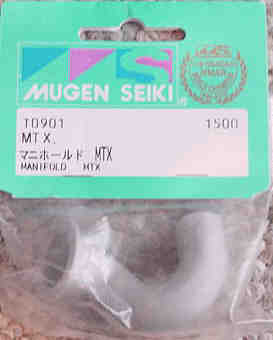 MUGEN SEIKI®
T0901 1500
MTX.
マニホールド MTX
MANIFOLD MTX